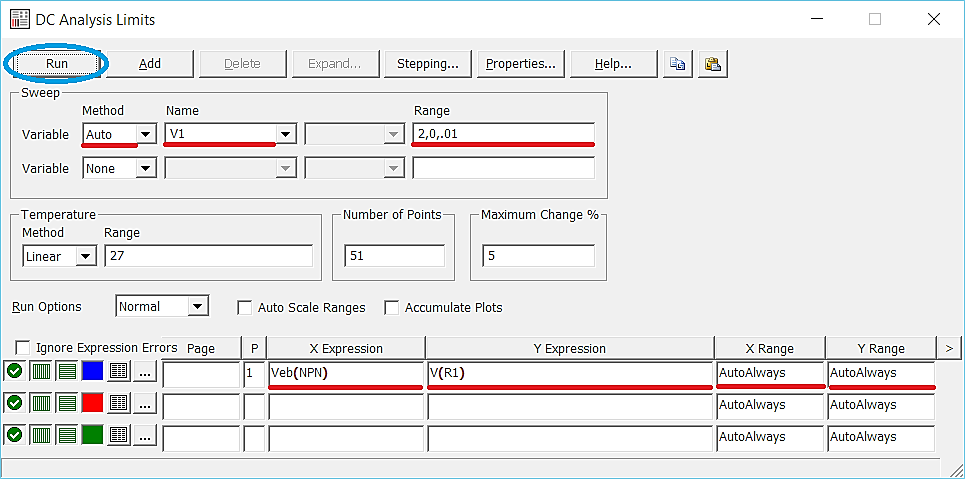 DC Analysis Limits
Run Add Delete Expand... Stepping... Properties... Help...
Sweep
Method Name Range
Variable Auto V1 2,0,.01
Variable None
Temperature Number of Points Maximum Change %
Method Range
Linear 27 51 5
Run Options Normal Auto Scale Ranges Accumulate Plots
Ignore Expression Errors Page P X Expression Y Expression X Range Y Range >
... 1 Veb(NPN) V(R1) AutoAlways AutoAlways
... AutoAlways AutoAlways
... AutoAlways AutoAlways